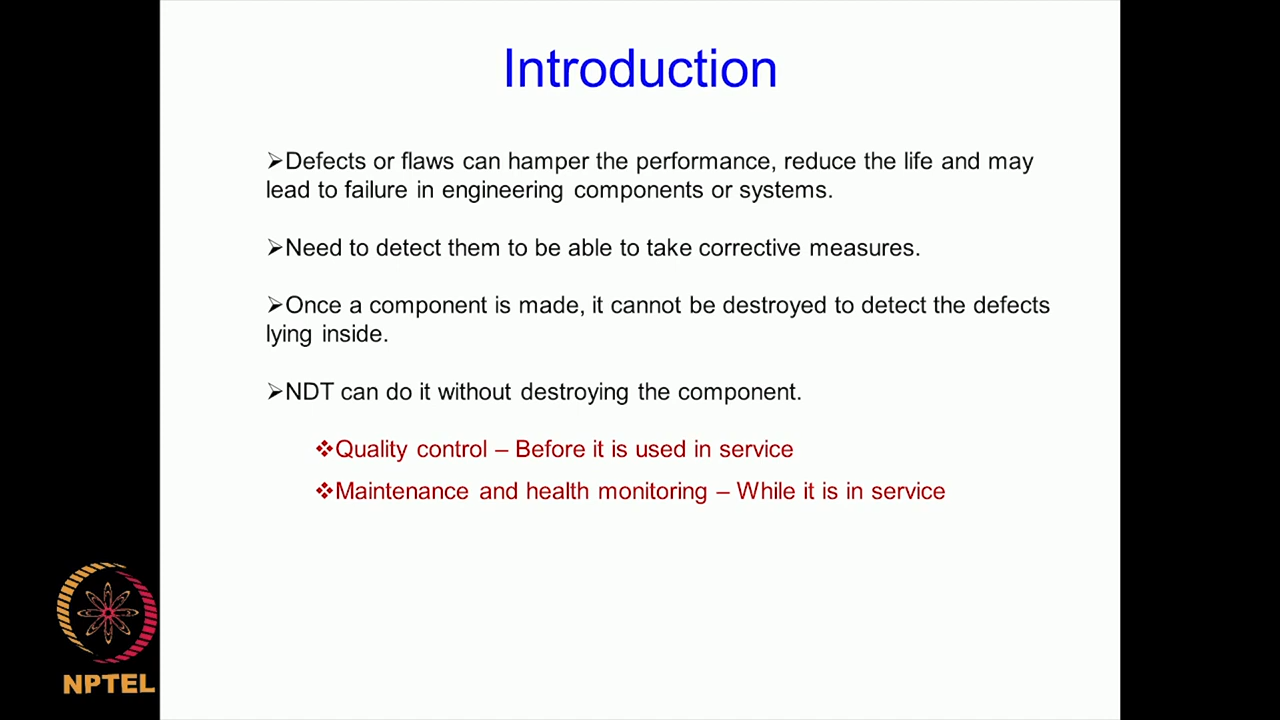 Introduction
➢Defects or flaws can hamper the performance, reduce the life and may
lead to failure in engineering components or systems.
➢Need to detect them to be able to take corrective measures.
➢Once a component is made, it cannot be destroyed to detect the defects
lying inside.
➢NDT can do it without destroying the component.
❖Quality control – Before it is used in service
❖Maintenance and health monitoring – While it is in service
NPTEL